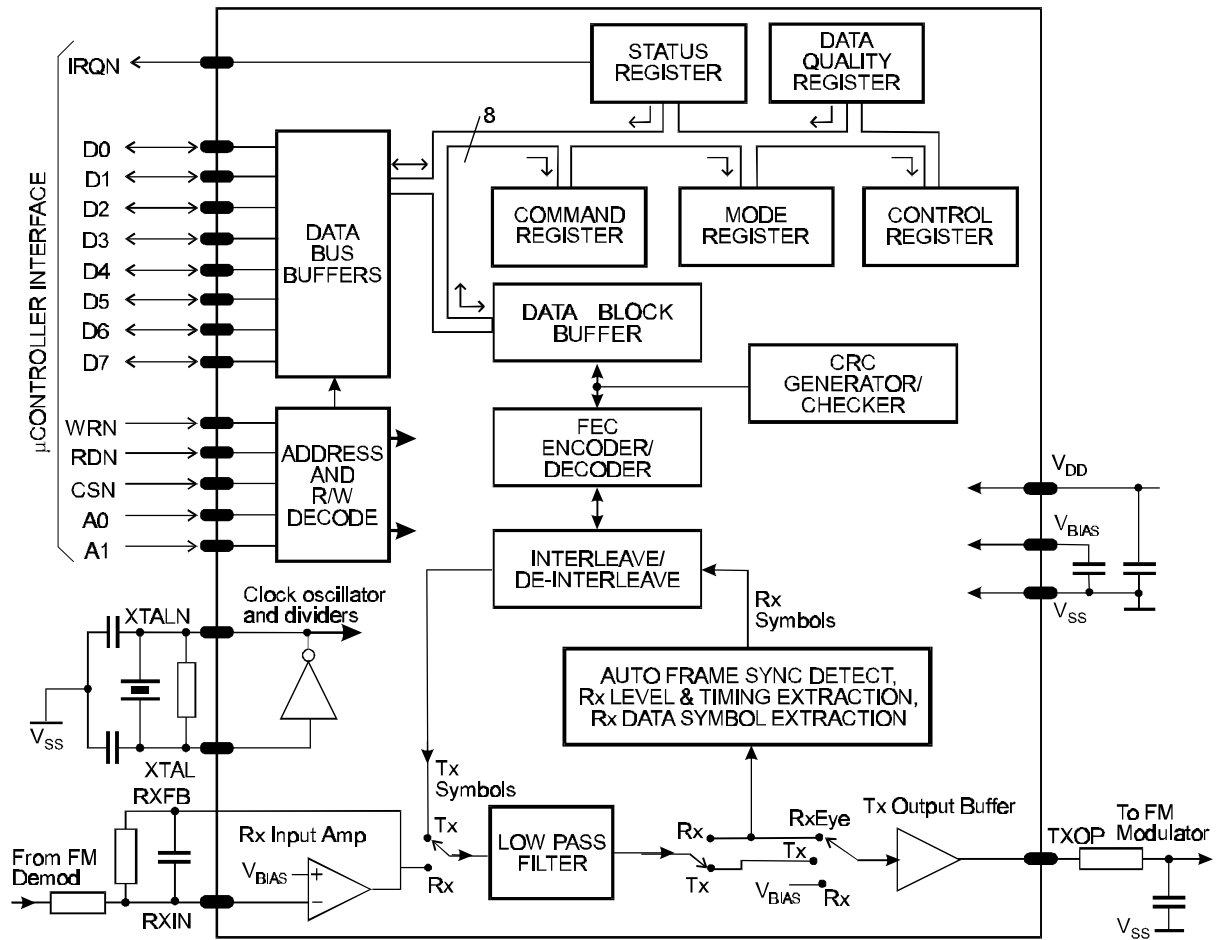 STATUS
REGISTER
DATA
QUALITY
REGISTER
IRQN
8
µCONTROLLER INTERFACE
D0
D1
D2
D3
D4
D5
D6
D7
DATA
BUS
BUFFERS
COMMAND
REGISTER
MODE
REGISTER
CONTROL
REGISTER
DATA BLOCK
BUFFER
CRC
GENERATOR/
CHECKER
WRN
RDN
CSN
A0
A1
ADDRESS
AND
R/W
DECODE
FEC
ENCODER/
DECODER
VDD
VBIAS
VSS
INTERLEAVE/
DE-INTERLEAVE
Rx
Symbols
XTALN
Clock oscillator
and dividers
VSS
XTAL
AUTO FRAME SYNC DETECT,
Rx LEVEL & TIMING EXTRACTION,
Rx DATA SYMBOL EXTRACTION
Tx
Symbols
RXFB
Rx Input Amp
From FM
Demod
VBIAS
+
−
RXIN
Tx
Rx
LOW PASS
FILTER
Rx
Tx
RxEye
Tx
VBIAS
Rx
Tx Output Buffer
TXOP
To FM
Modulator
VSS